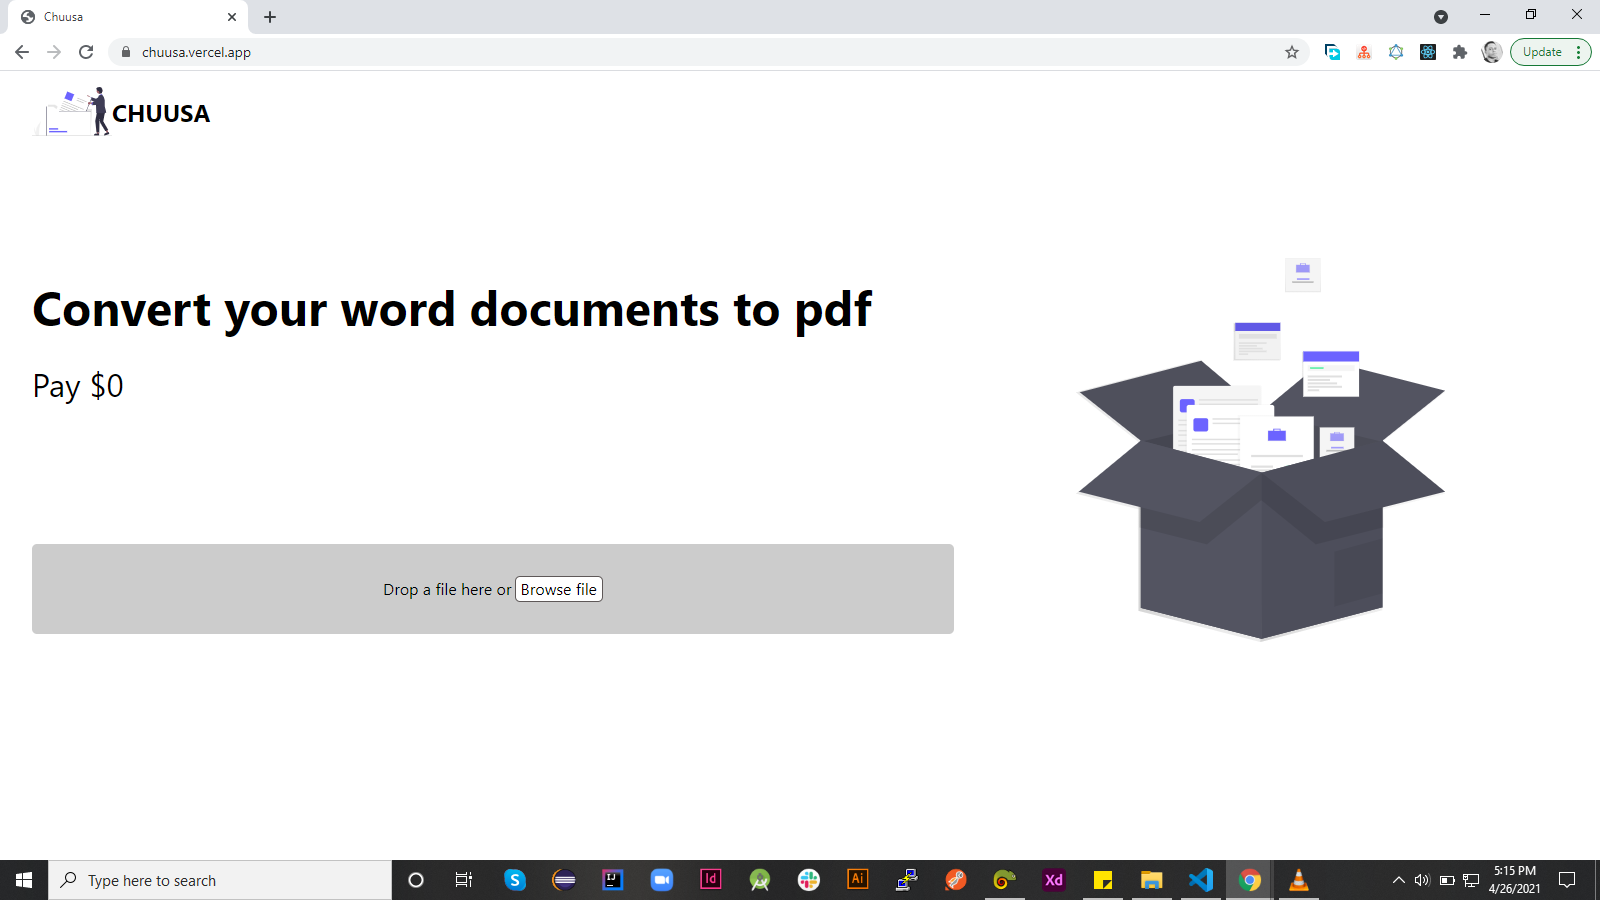 Chuusa
chuusa.vercel.app
Update
CHUUSA
Convert your word documents to pdf
Pay $0
Drop a file here or Browse file
Type here to search
S
IJ
Id
Ai
Xd
5:15 PM
4/26/2021